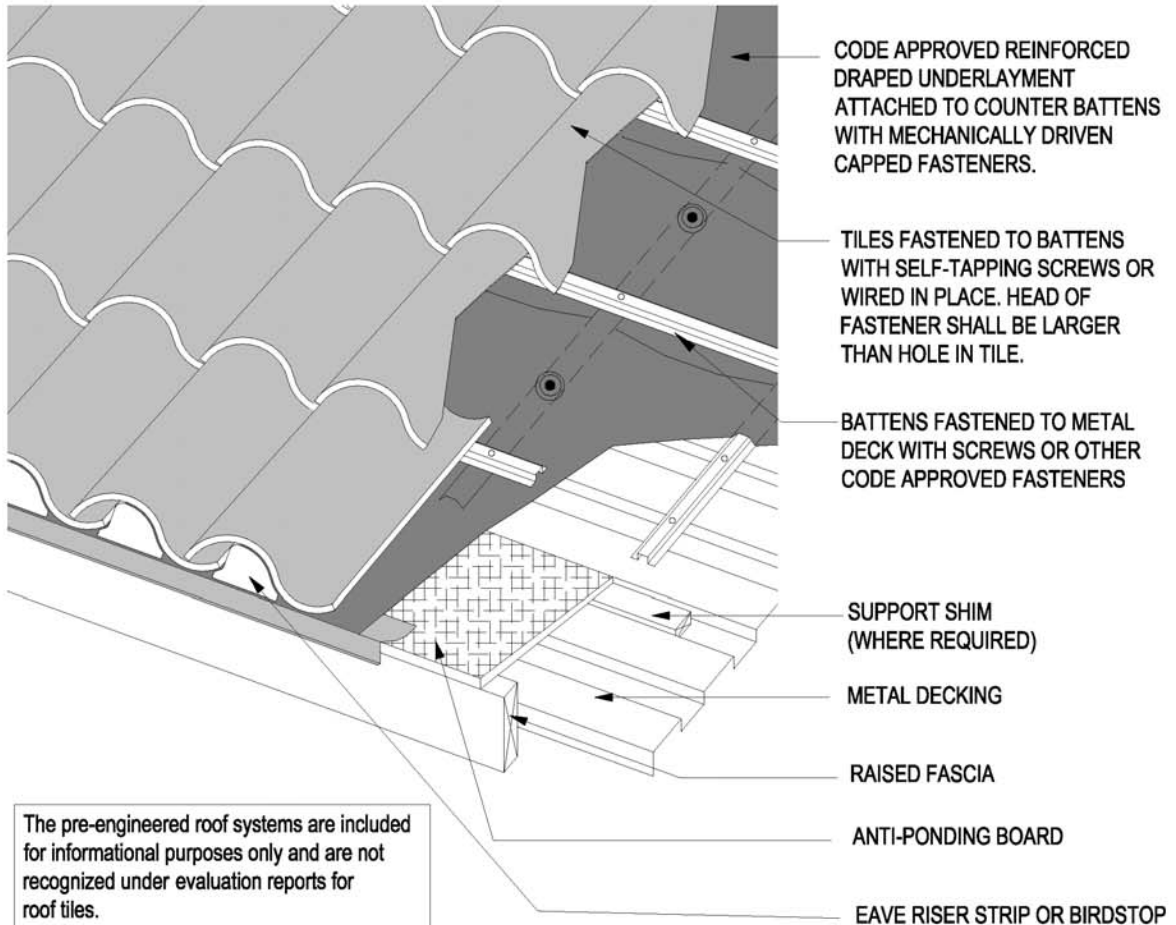 CODE APPROVED REINFORCED
DRAPED UNDERLAYMENT
ATTACHED TO COUNTER BATTENS
WITH MECHANICALLY DRIVEN
CAPPED FASTENERS.
TILES FASTENED TO BATTENS
WITH SELF-TAPPING SCREWS OR
WIRED IN PLACE. HEAD OF
FASTENER SHALL BE LARGER
THAN HOLE IN TILE.
BATTENS FASTENED TO METAL
DECK WITH SCREWS OR OTHER
CODE APPROVED FASTENERS
SUPPORT SHIM
(WHERE REQUIRED)
METAL DECKING
RAISED FASCIA
ANTI-PONDING BOARD
EAVE RISER STRIP OR BIRDSTOP
The pre-engineered roof systems are included
for informational purposes only and are not
recognized under evaluation reports for
roof tiles.